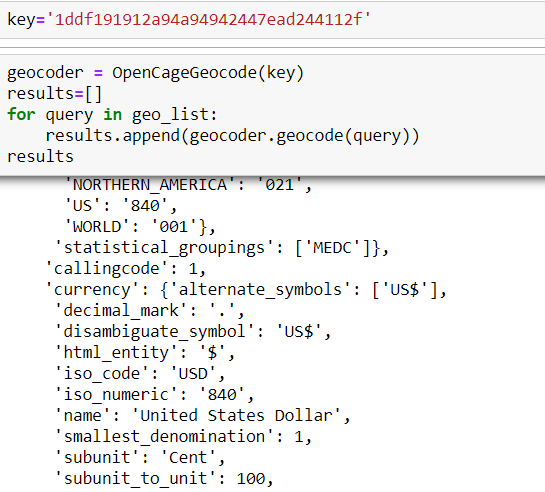 key='1ddf191912a94a94942447ead244112f'
geocoder = OpenCageGeocode(key)
results=[]
for query in geo_list:
    results.append(geocoder.geocode(query))
results
'NORTHERN_AMERICA': '021',
'US': '840',
'WORLD': '001'},
'statistical_groupings': ['MEDC']},
'callingcode': 1,
'currency': {'alternate_symbols': ['US$'],
'decimal_mark': '.',
'disambiguate_symbol': 'US$',
'html_entity': '$',
'iso_code': 'USD',
'iso_numeric': '840',
'name': 'United States Dollar',
'smallest_denomination': 1,
'subunit': 'Cent',
'subunit_to_unit': 100,